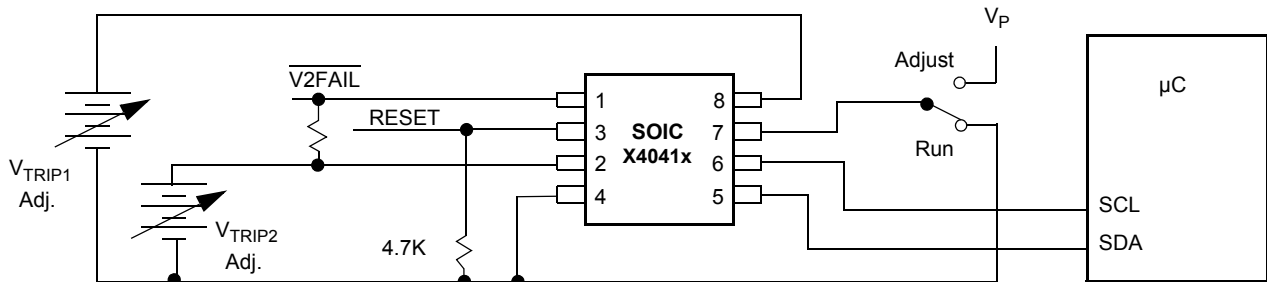 V_P
V2FAIL
Adjust
µC
1
8
RESET
SOIC
X4041x
3
7
2
6
Run
V_TRIP1
Adj.
4
5
SCL
V_TRIP2
Adj.
4.7K
SDA